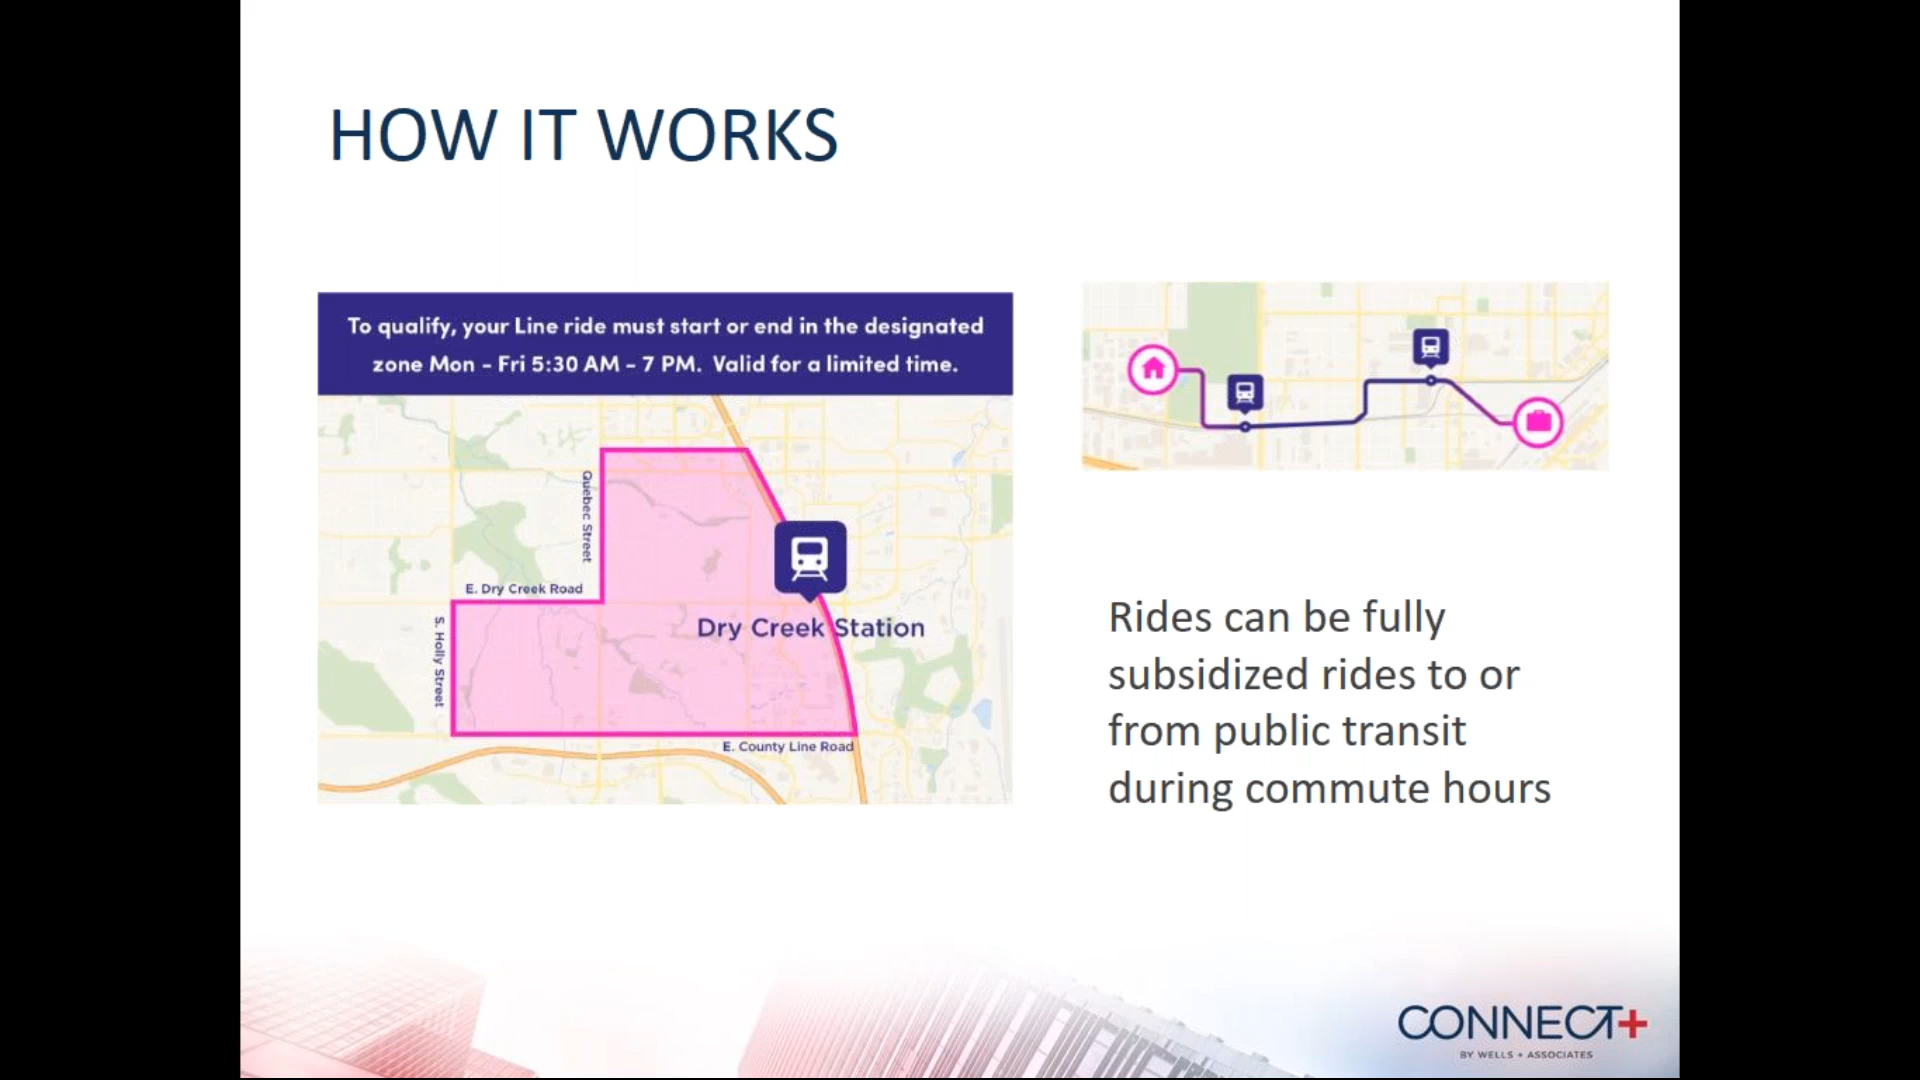 HOW IT WORKS
To qualify, your Line ride must start or end in the designated
zone Mon - Fri 5:30 AM - 7 PM. Valid for a limited time.
Quebec Street
E. Dry Creek Road
S. Holly Street
Dry Creek Station
E. County Line Road
Rides can be fully
subsidized rides to or
from public transit
during commute hours
CONNECT+
BY WELLS + ASSOCIATES